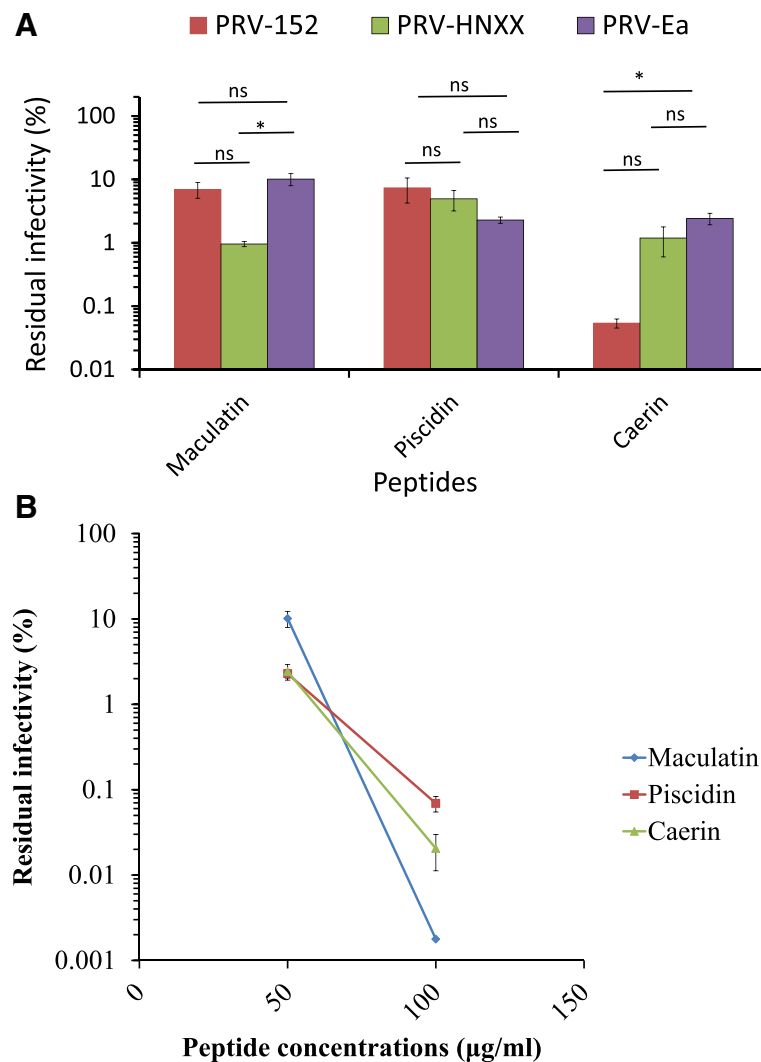 A
PRV-152 PRV-HNXX PRV-Ea
Residual infectivity (%)
100
10
1
0.1
0.01
ns
*
ns
ns
ns
ns
*
ns
ns
Maculatin
Piscidin
Caerin
Peptides
B
Residual infectivity (%)
100
10
1
0.1
0.01
0.001
0
50
100
150
Peptide concentrations (µg/ml)
Maculatin
Piscidin
Caerin